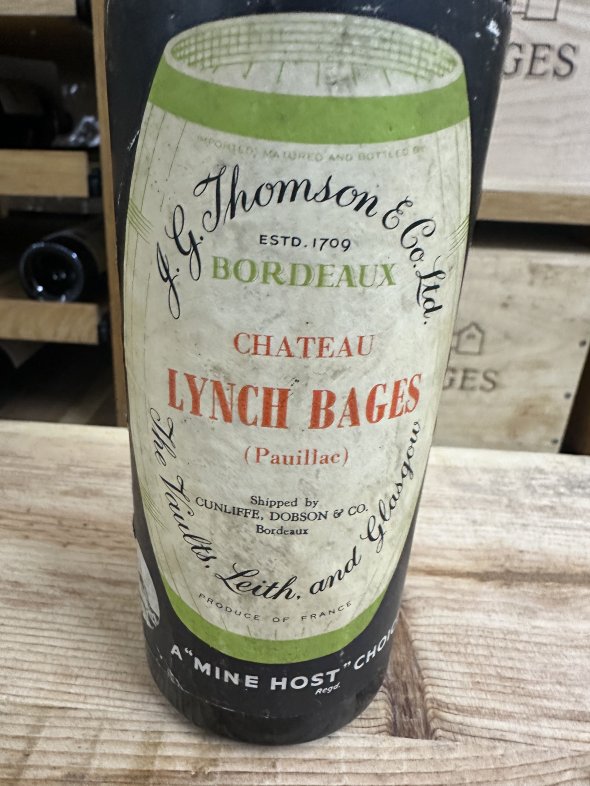 IMPORTED, MATURED AND BOTTLED BY
J. G. Thomson & Co. Ltd.
ESTD. 1709
BORDEAUX
CHATEAU
LYNCH BAGES
(Pauillac)
Shipped by
CUNLIFFE, DOBSON & CO.
Bordeaux
The Vaults, Leith, and Glasgow
PRODUCE OF FRANCE
A "MINE HOST" CHOICE
Regd.
GES
GES